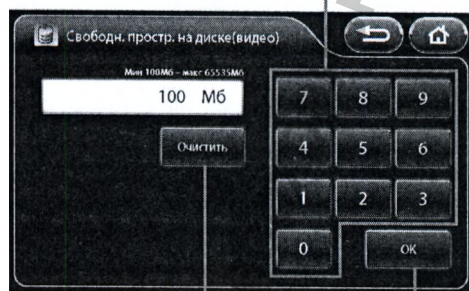 Свободн. простр. на диске(видео)
Мин 100Мб – макс 65535Мб
100 Мб
Очистить
7 8 9
4 5 6
1 2 3
0 OK